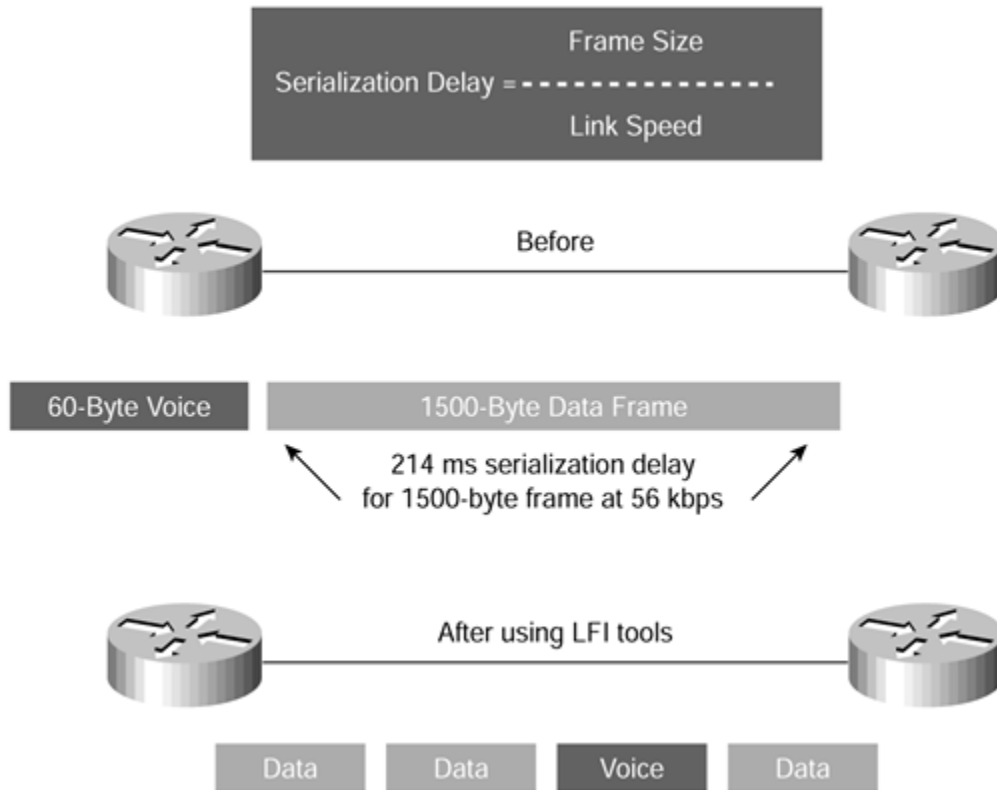 Frame Size
Serialization Delay =
Link Speed
Before
60-Byte Voice
1500-Byte Data Frame
214 ms serialization delay
for 1500-byte frame at 56 kbps
After using LFI tools
Data
Data
Voice
Data